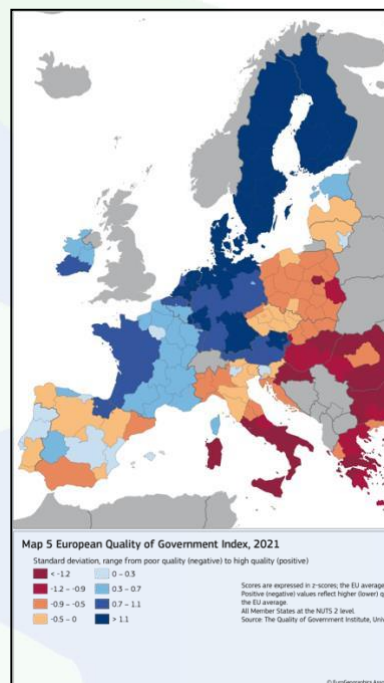 Map 5 European Quality of Government Index, 2021
Standard deviation, range from poor quality (negative) to high quality (positive)
< -1.2
-1.2 – -0.9
-0.9 – -0.5
-0.5 – 0
0 – 0.3
0.3 – 0.7
0.7 – 1.1
> 1.1
Scores are expressed in z-scores; the EU average
Positive (negative) values reflect higher (lower) q
the EU average.
All Member States at the NUTS 2 level.
Source: The Quality of Government Institute, Univ